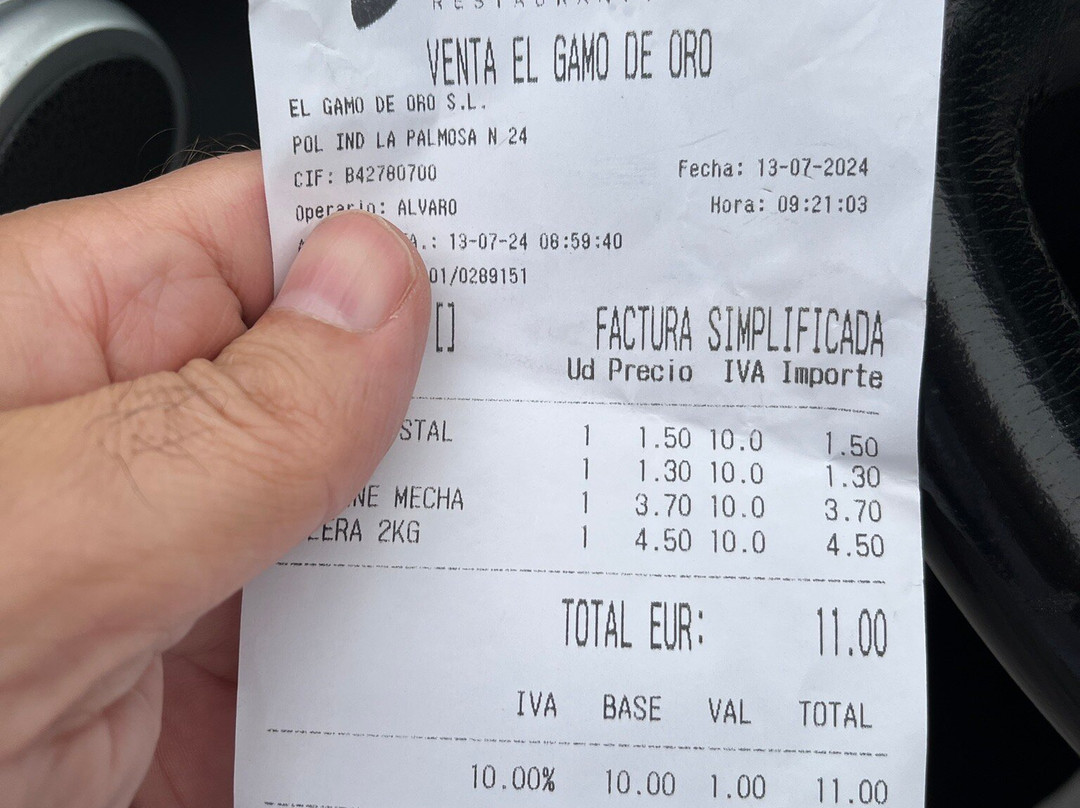 VENTA EL GAMO DE ORO
EL GAMO DE ORO S.L.
POL IND LA PALMOSA N 24
CIF: B42780700 Fecha: 13-07-2024
Operario: ALVARO Hora: 09:21:03
13-07-24 08:59:40
01/0289151
[] FACTURA SIMPLIFICADA
Ud Precio IVA Importe
1 1.50 10.0 1.50
1 1.30 10.0 1.30
MECHA 1 3.70 10.0 3.70
2KG 1 4.50 10.0 4.50
TOTAL EUR: 11.00
IVA BASE VAL TOTAL
10.00% 10.00 1.00 11.00